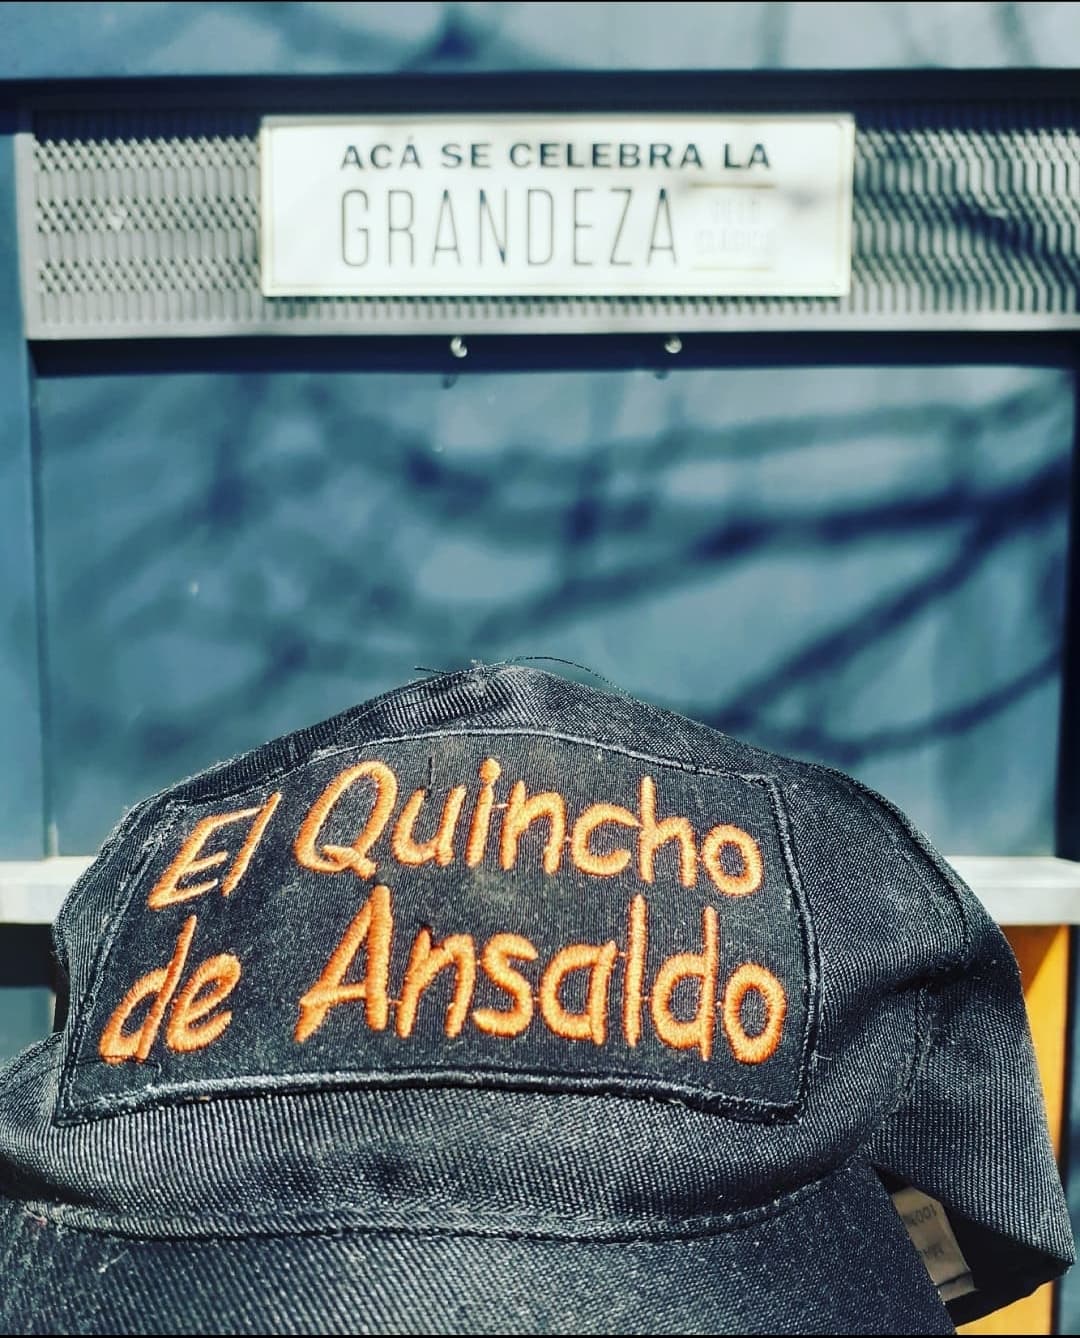 ACÁ SE CELEBRA LA
GRANDEZA
El Quincho
de Ansaldo